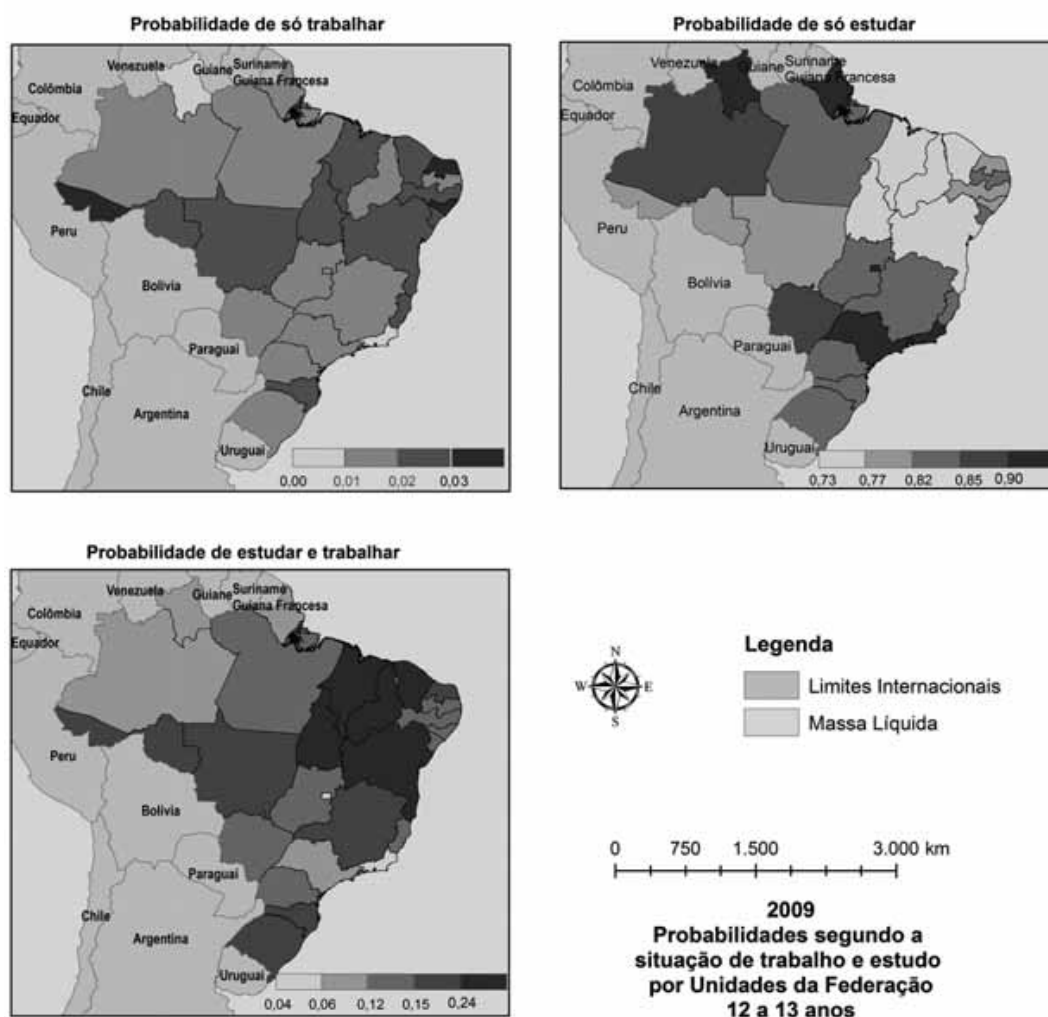 Probabilidade de só trabalhar
Venezuela
Guiane
Suriname
Guiana Francesa
Colômbia
Equador
Peru
Bolívia
Paraguai
Chile
Argentina
Uruguai
0,00 0,01 0,02 0,03
Probabilidade de só estudar
Venezuela
Guiane
Suriname
Guiana Francesa
Colômbia
Equador
Peru
Bolívia
Paraguai
Chile
Argentina
Uruguai
0,73 0,77 0,82 0,85 0,90
Probabilidade de estudar e trabalhar
Venezuela
Guiane
Suriname
Guiana Francesa
Colômbia
Equador
Peru
Bolívia
Paraguai
Chile
Argentina
Uruguai
0,04 0,06 0,12 0,15 0,24
N
W E
S
Legenda
Limites Internacionais
Massa Líquida
0 750 1.500 3.000 km
2009
Probabilidades segundo a
situação de trabalho e estudo
por Unidades da Federação
12 a 13 anos